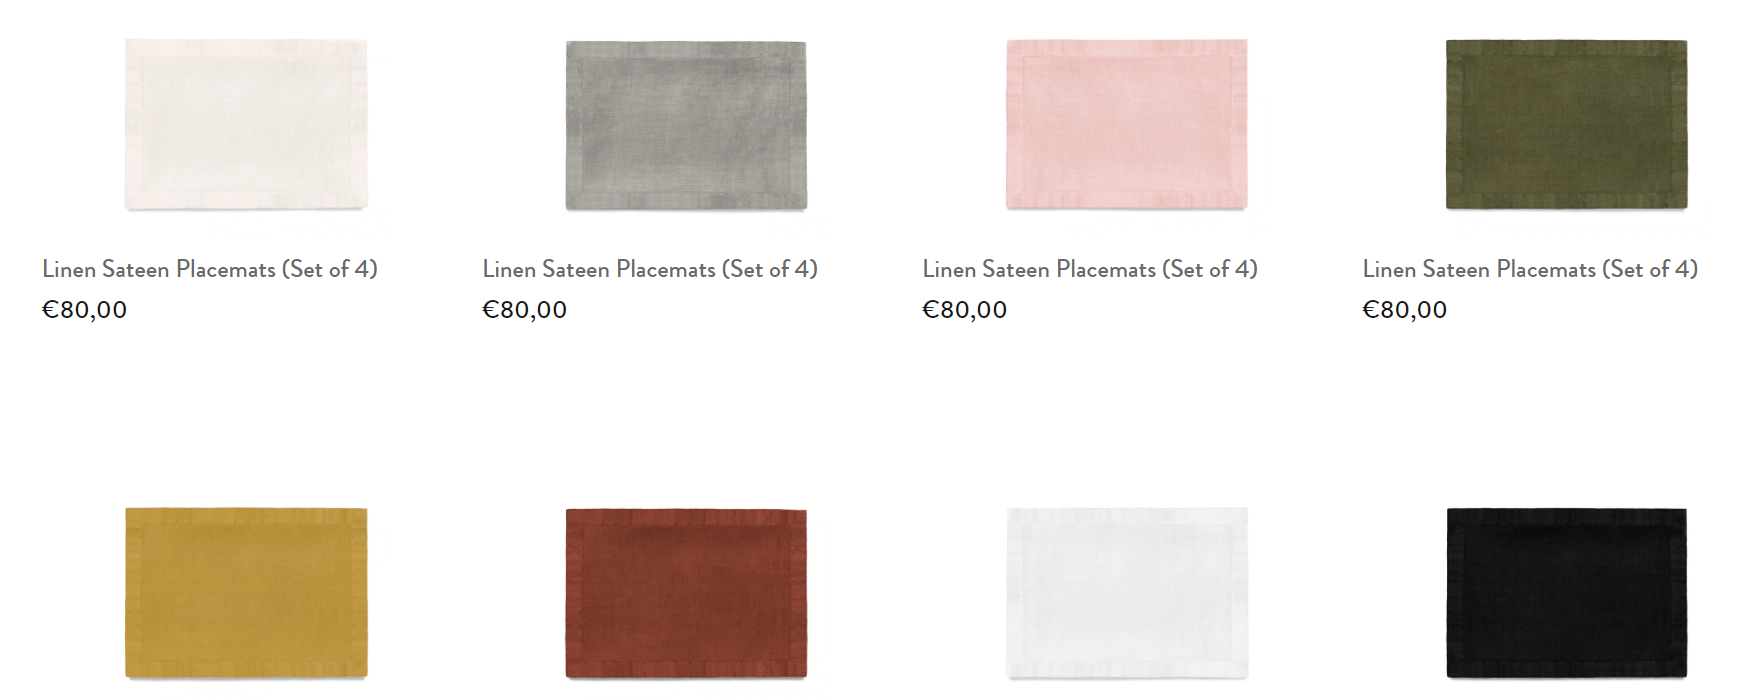 Linen Sateen Placemats (Set of 4)
€80,00
Linen Sateen Placemats (Set of 4)
€80,00
Linen Sateen Placemats (Set of 4)
€80,00
Linen Sateen Placemats (Set of 4)
€80,00